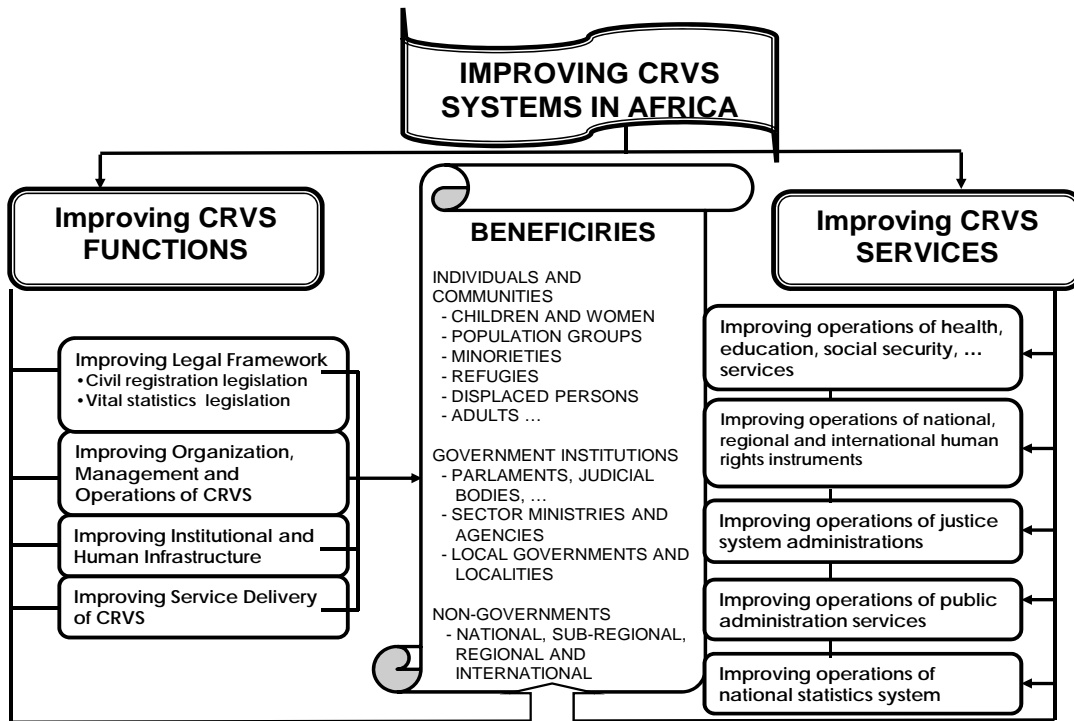 IMPROVING CRVS
SYSTEMS IN AFRICA
Improving CRVS
FUNCTIONS
Improving Legal Framework
• Civil registration legislation
• Vital statistics legislation
Improving Organization,
Management and
Operations of CRVS
Improving Institutional and
Human Infrastructure
Improving Service Delivery
of CRVS
BENEFICIRIES
INDIVIDUALS AND
COMMUNITIES
- CHILDREN AND WOMEN
- POPULATION GROUPS
- MINORIETIES
- REFUGIES
- DISPLACED PERSONS
- ADULTS …
GOVERNMENT INSTITUTIONS
- PARLAMENTS, JUDICIAL
BODIES, …
- SECTOR MINISTRIES AND
AGENCIES
- LOCAL GOVERNMENTS AND
LOCALITIES
NON-GOVERNMENTS
- NATIONAL, SUB-REGIONAL,
REGIONAL AND
INTERNATIONAL
Improving CRVS
SERVICES
Improving operations of health,
education, social security, …
services
Improving operations of national,
regional and international human
rights instruments
Improving operations of justice
system administrations
Improving operations of public
administration services
Improving operations of
national statistics system